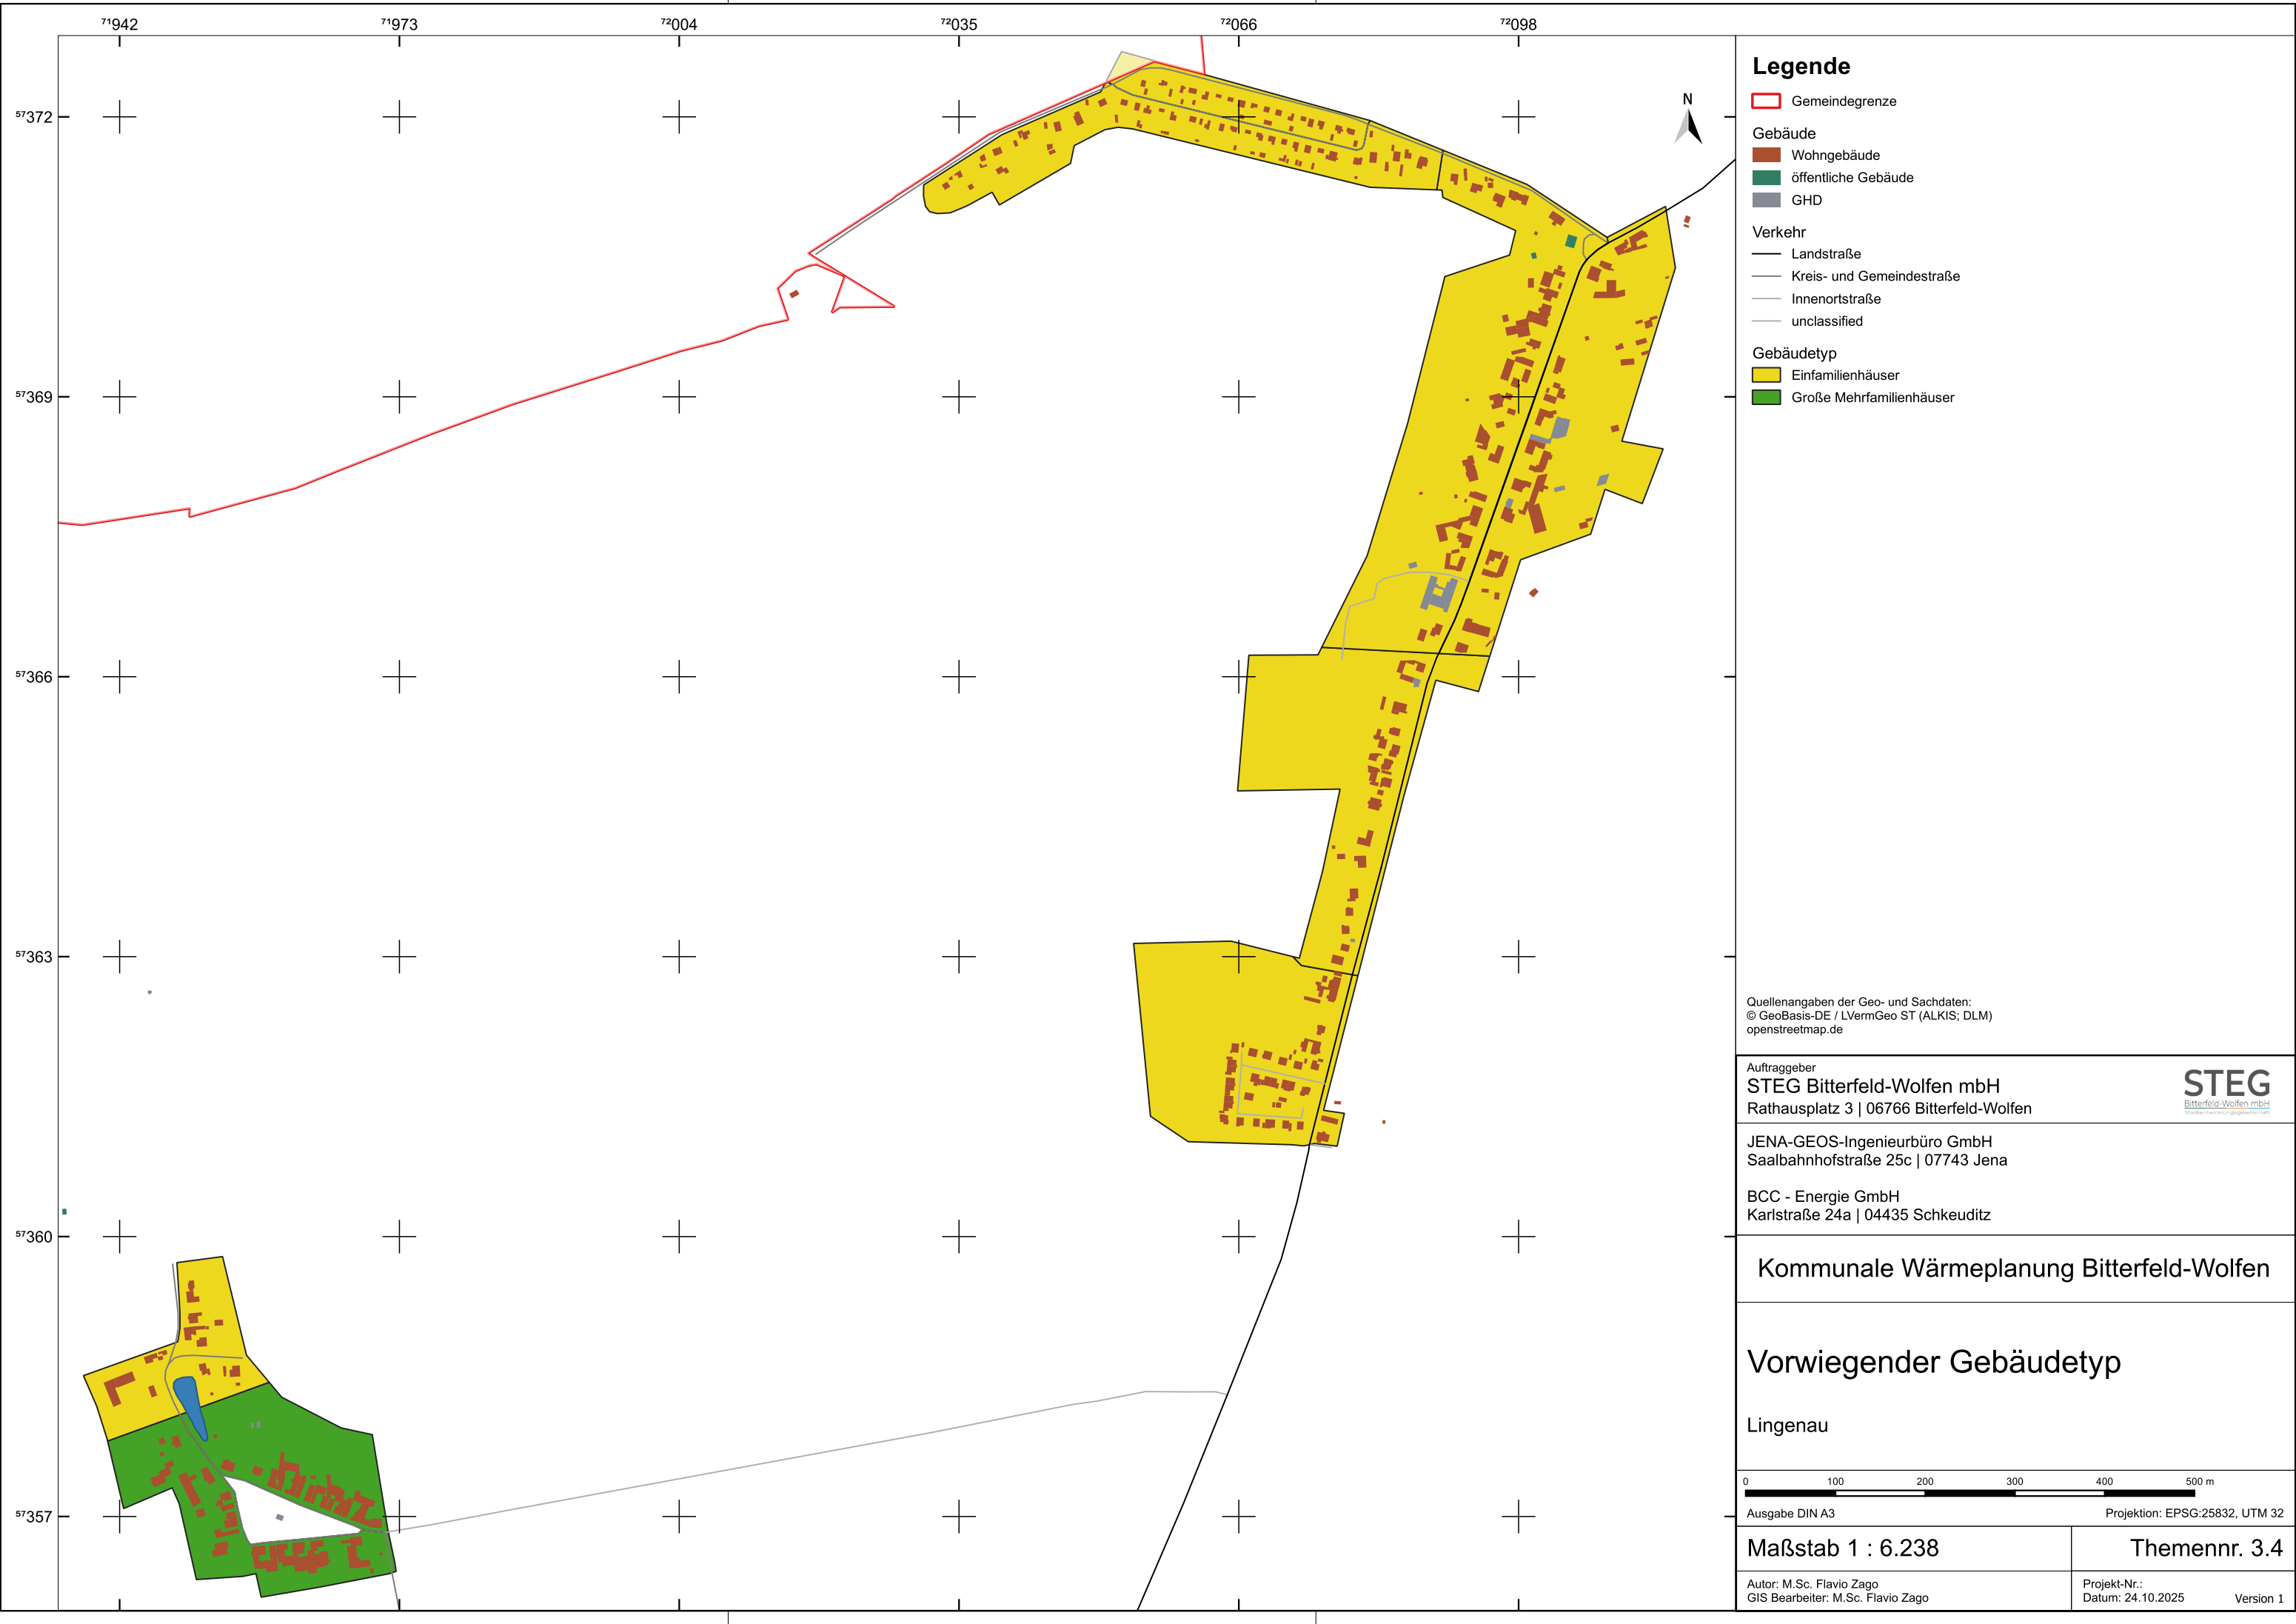 71942 71973 72004 72035 72066 72098
57372
57369
57366
57363
57360
57357
N
Legende
Gemeindegrenze
Gebäude
Wohngebäude
öffentliche Gebäude
GHD
Verkehr
Landstraße
Kreis- und Gemeindestraße
Innenortstraße
unclassified
Gebäudetyp
Einfamilienhäuser
Große Mehrfamilienhäuser
Quellenangaben der Geo- und Sachdaten:
© GeoBasis-DE / LVermGeo ST (ALKIS; DLM)
openstreetmap.de
Auftraggeber
STEG Bitterfeld-Wolfen mbH
Rathausplatz 3 | 06766 Bitterfeld-Wolfen
STEG
Bitterfeld-Wolfen mbH
Stadtentwicklungsgesellschaft
JENA-GEOS-Ingenieurbüro GmbH
Saalbahnhofstraße 25c | 07743 Jena
BCC - Energie GmbH
Karlstraße 24a | 04435 Schkeuditz
Kommunale Wärmeplanung Bitterfeld-Wolfen
Vorwiegender Gebäudetyp
Lingenau
0 100 200 300 400 500 m
Ausgabe DIN A3 Projektion: EPSG:25832, UTM 32
Maßstab 1 : 6.238 Themennr. 3.4
Autor: M.Sc. Flavio Zago
GIS Bearbeiter: M.Sc. Flavio Zago
Projekt-Nr.:
Datum: 24.10.2025 Version 1